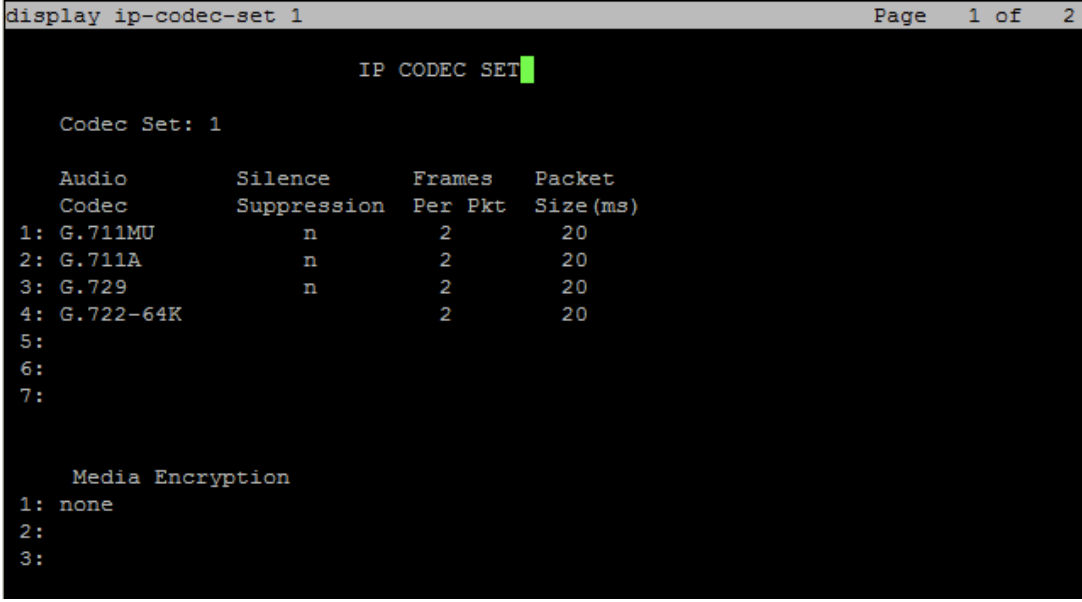 display ip-codec-set 1 Page 1 of 2
IP CODEC SET
Codec Set: 1
Audio Silence Frames Packet
Codec Suppression Per Pkt Size(ms)
1: G.711MU n 2 20
2: G.711A n 2 20
3: G.729 n 2 20
4: G.722-64K 2 20
5:
6:
7:
Media Encryption
1: none
2:
3: